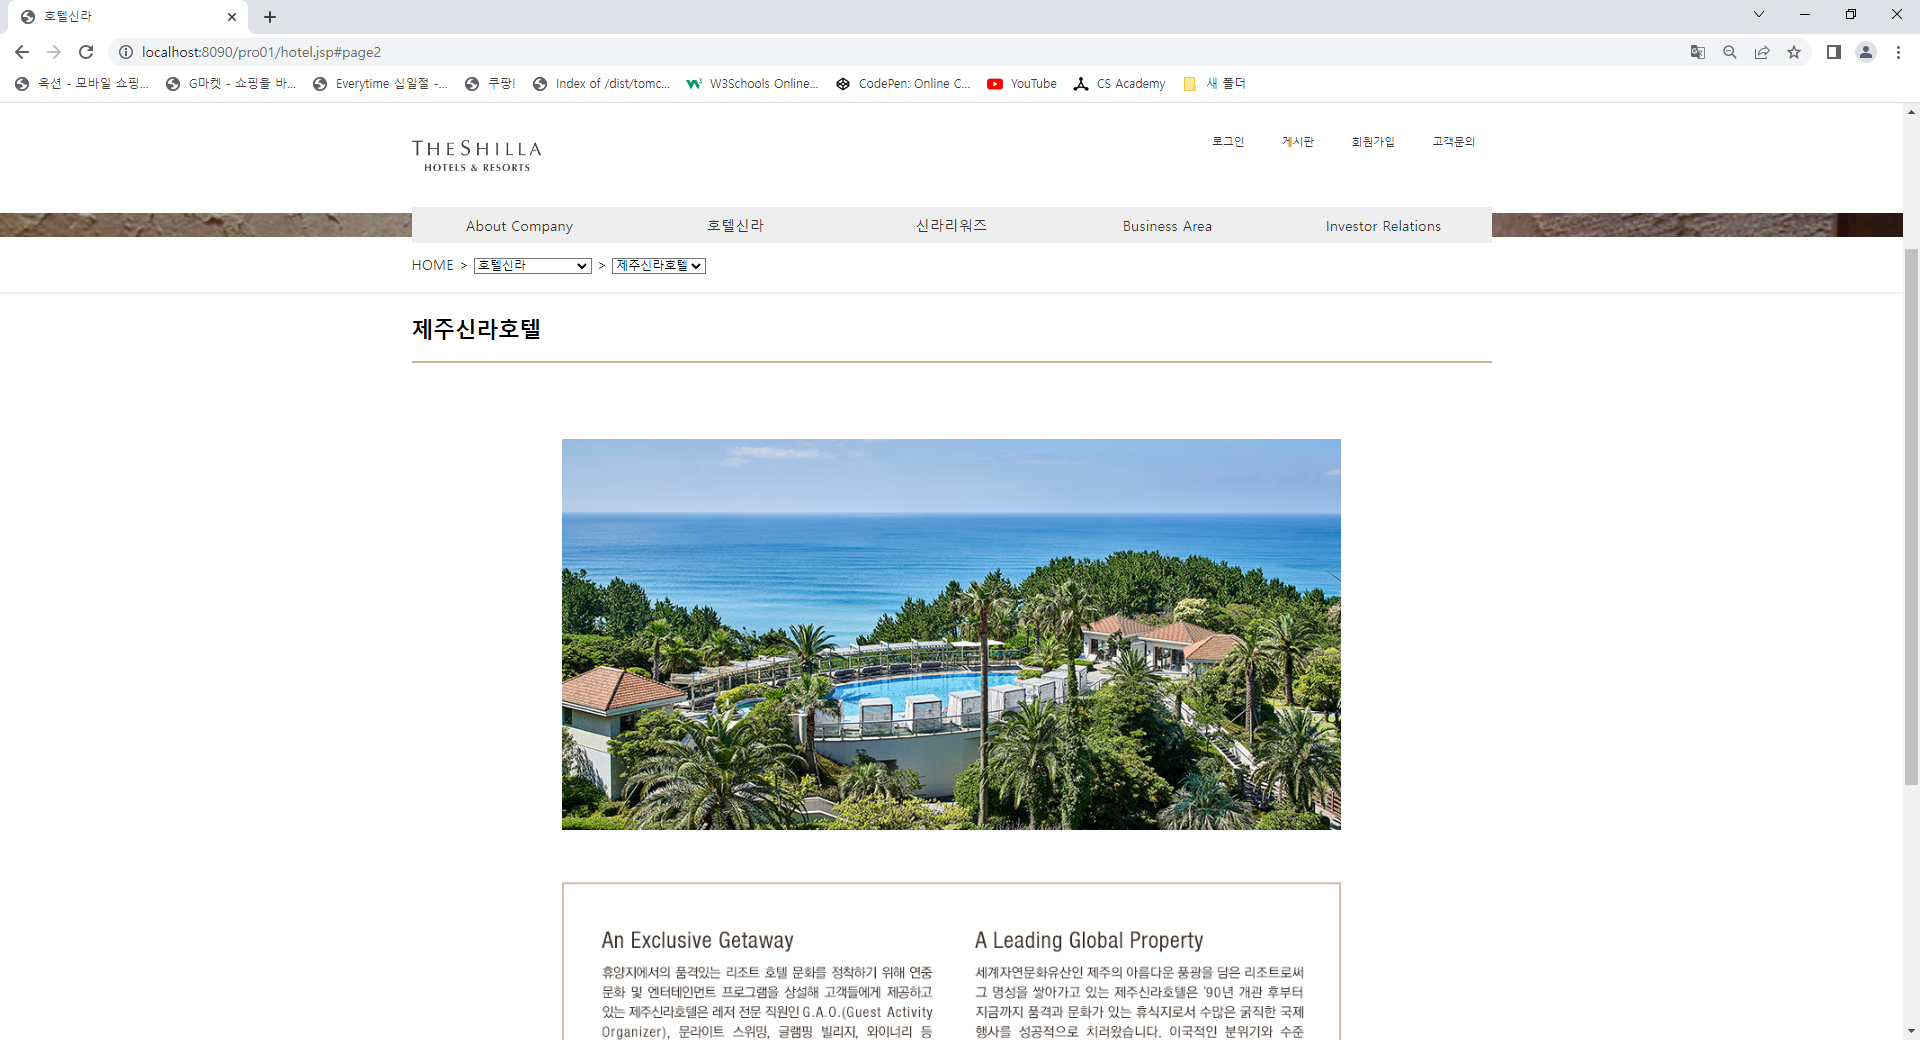 호텔신라
localhost:8090/pro01/hotel.jsp#page2
옥션 - 모바일 쇼핑...
G마켓 - 쇼핑을 바...
Everytime 십일절 -...
쿠팡!
Index of /dist/tomc...
W3Schools Online...
CodePen: Online C...
YouTube
CS Academy
새 폴더
THE SHILLA
HOTELS & RESORTS
로그인 게시판 회원가입 고객문의
About Company 호텔신라 신라리워즈 Business Area Investor Relations
HOME > 호텔신라 > 제주신라호텔
제주신라호텔
An Exclusive Getaway
휴양지에서의 품격있는 리조트 호텔 문화를 정착하기 위해 연중
문화 및 엔터테인먼트 프로그램을 상설해 고객들에게 제공하고
있는 제주신라호텔은 레저 전문 직원인 G.A.O.(Guest Activity
Organizer), 문라이트 스위밍, 글램핑 빌리지, 와이너리 등
A Leading Global Property
세계자연문화유산인 제주의 아름다운 풍광을 담은 리조트로써
그 명성을 쌓아가고 있는 제주신라호텔은 '90년 개관 후부터
지금까지 품격과 문화가 있는 휴식지로서 수많은 굵직한 국제
행사를 성공적으로 치러왔습니다. 이국적인 분위기와 수준